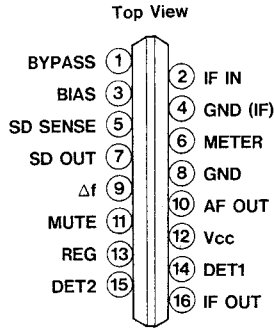 Top View
BYPASS 1
2 IF IN
BIAS 3
4 GND (IF)
SD SENSE 5
6 METER
SD OUT 7
8 GND
Δf 9
10 AF OUT
MUTE 11
12 Vcc
REG 13
14 DET1
DET2 15
16 IF OUT